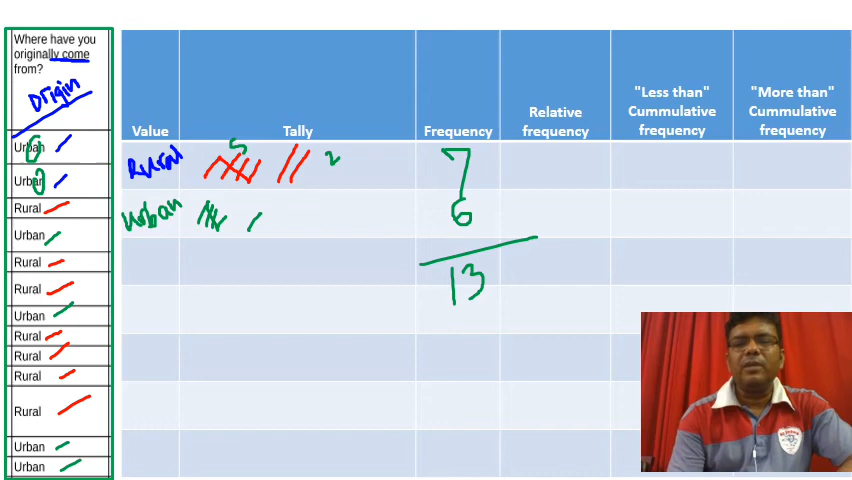 Where have you
originally come
from?
Origin
Urban
Urban
Rural
Urban
Rural
Rural
Urban
Rural
Rural
Rural
Rural
Urban
Urban
Value
Tally
Frequency
Relative
frequency
"Less than"
Cummulative
frequency
"More than"
Cummulative
frequency
Rural 5 2 7
Urban 6
13